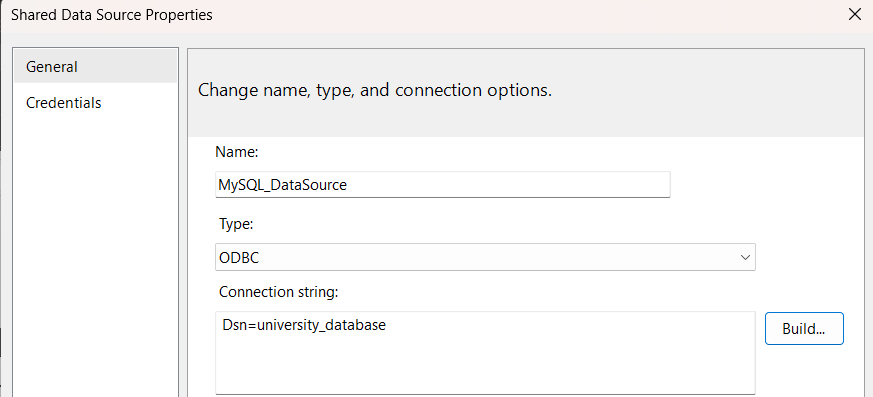 Shared Data Source Properties
General
Credentials
Change name, type, and connection options.
Name:
MySQL_DataSource
Type:
ODBC
Connection string:
Dsn=university_database
Build...